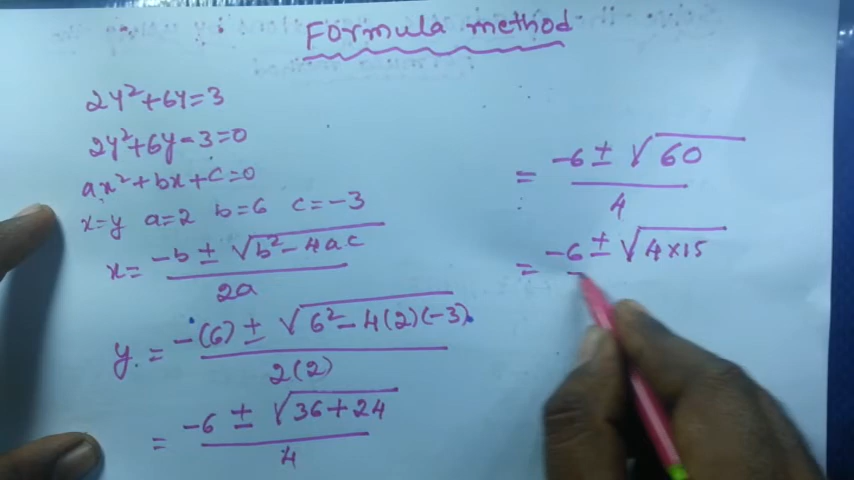 Formula method
2y²+6y=3
2y²+6y-3=0
ax²+bx+c=0
x=y a=2 b=6 c=-3
x= -b ± √b²-4ac / 2a
y = -(6) ± √6²-4(2)(-3) / 2(2)
= -6 ± √36+24 / 4
= -6 ± √60 / 4
= -6 ± √4×15